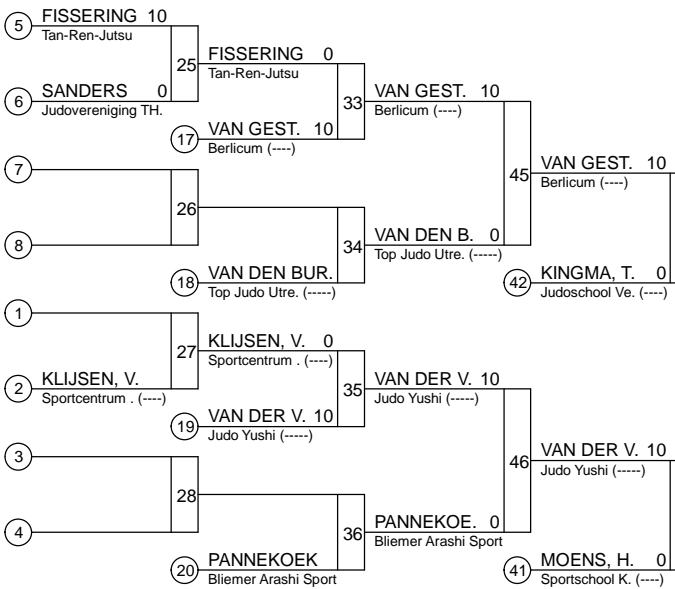 5 FISSERING 10
Tan-Ren-Jutsu
25 FISSERING 0
Tan-Ren-Jutsu
6 SANDERS 0
Judovereniging TH.
33 VAN GEST. 10
Berlicum (----)
17 VAN GEST. 10
Berlicum (----)
7
45 VAN GEST. 10
Berlicum (----)
26
8
34 VAN DEN B. 0
Top Judo Utre. (-----)
18 VAN DEN BUR.
Top Judo Utre. (-----)
42 KINGMA, T. 0
Judoschool Ve. (----)
1
27 KLIJSEN, V. 0
Sportcentrum . (----)
2 KLIJSEN, V.
Sportcentrum . (----)
35 VAN DER V. 10
Judo Yushi (-----)
19 VAN DER V. 10
Judo Yushi (-----)
3
46 VAN DER V. 10
Judo Yushi (-----)
28
4
36 PANNEKOE. 0
Bliemer Arashi Sport
20 PANNEKOEK
Bliemer Arashi Sport
41 MOENS, H. 0
Sportschool K. (----)